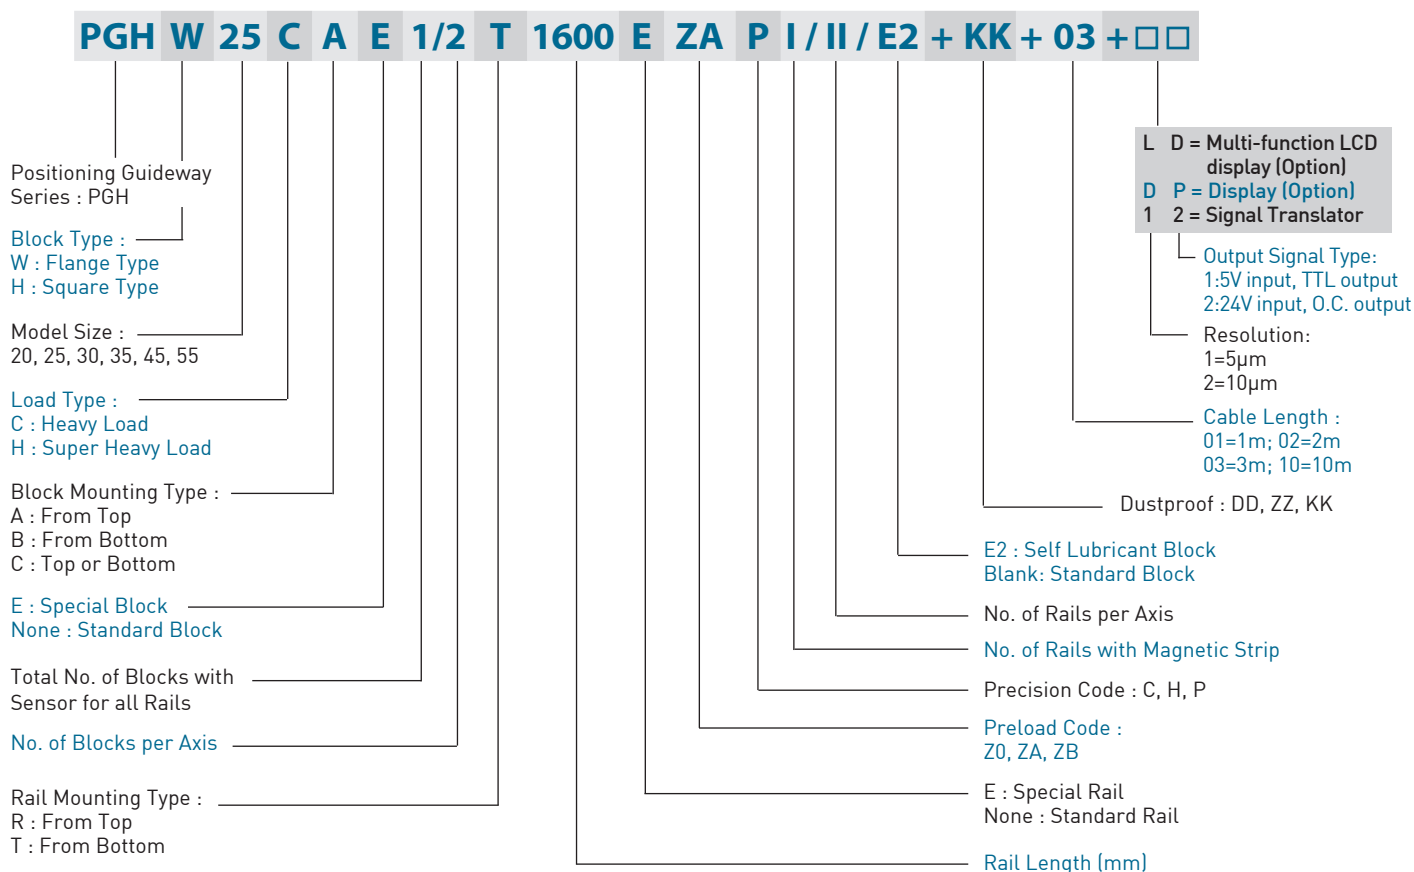 PGH W 25 C A E 1/2 T 1600 E ZA P I / II / E2 + KK + 03 + □ □
Positioning Guideway
Series : PGH
Block Type :
W : Flange Type
H : Square Type
Model Size :
20, 25, 30, 35, 45, 55
Load Type :
C : Heavy Load
H : Super Heavy Load
Block Mounting Type :
A : From Top
B : From Bottom
C : Top or Bottom
E : Special Block
None : Standard Block
Total No. of Blocks with
Sensor for all Rails
No. of Blocks per Axis
Rail Mounting Type :
R : From Top
T : From Bottom
L D = Multi-function LCD
display (Option)
D P = Display (Option)
1 2 = Signal Translator
Output Signal Type:
1:5V input, TTL output
2:24V input, O.C. output
Resolution:
1=5μm
2=10μm
Cable Length :
01=1m; 02=2m
03=3m; 10=10m
Dustproof : DD, ZZ, KK
E2 : Self Lubricant Block
Blank: Standard Block
No. of Rails per Axis
No. of Rails with Magnetic Strip
Precision Code : C, H, P
Preload Code :
Z0, ZA, ZB
E : Special Rail
None : Standard Rail
Rail Length (mm)